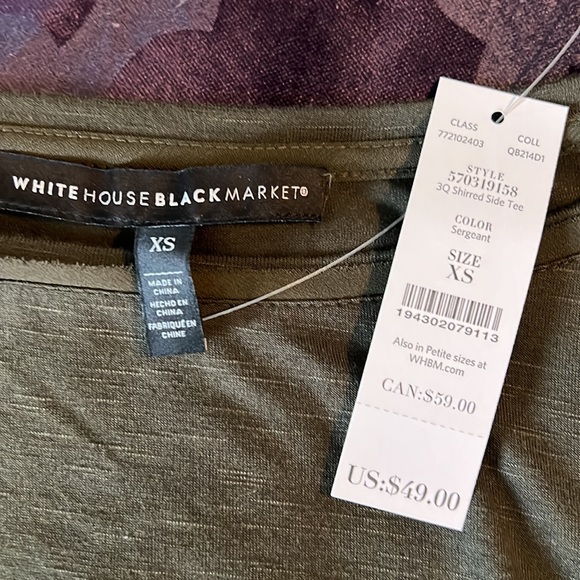 WHITE HOUSE BLACK MARKET®
XS
MADE IN
CHINA
HECHO EN
CHINA
FABRIQUÉ EN
CHINE
CLASS
772102403
COLL
QB214D1
STYLE
570319158
3Q Shirred Side Tee
COLOR
Sergeant
SIZE
XS
194302079113
Also in Petite sizes at
WHBM.com
CAN:$59.00
US:$49.00